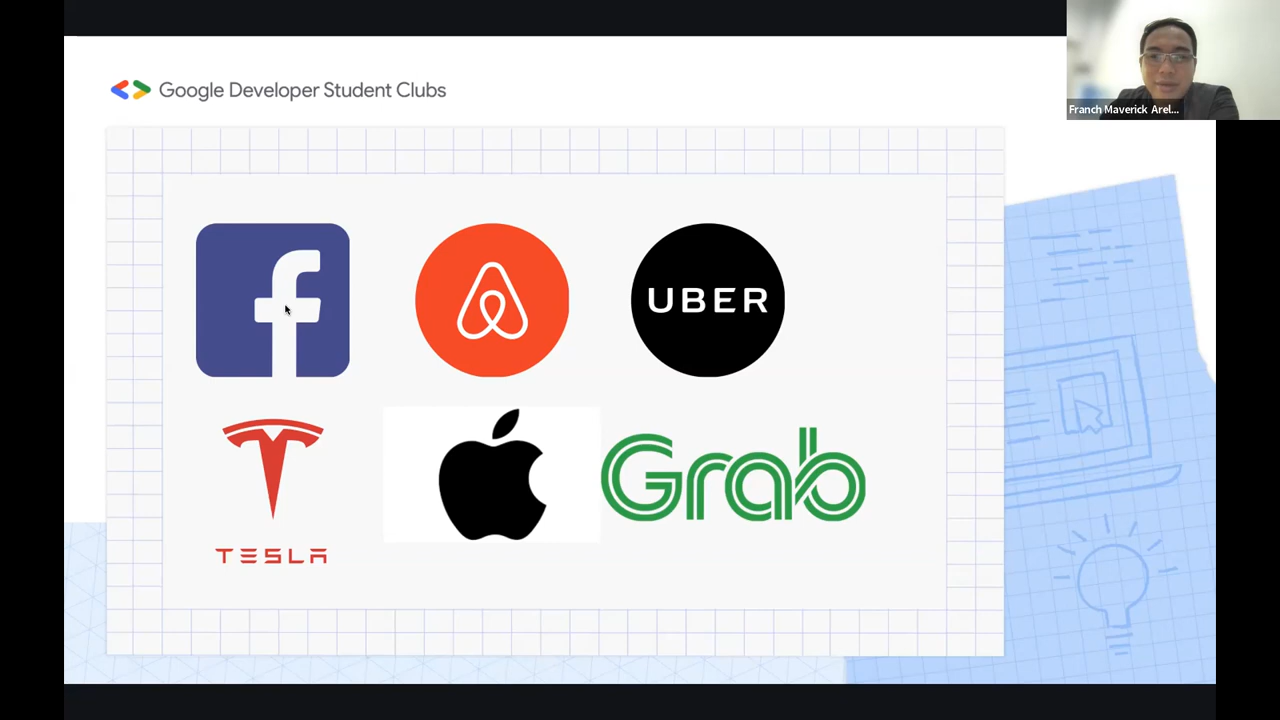 Google Developer Student Clubs
Franch Maverick Arel...
UBER
TESLA
Grab